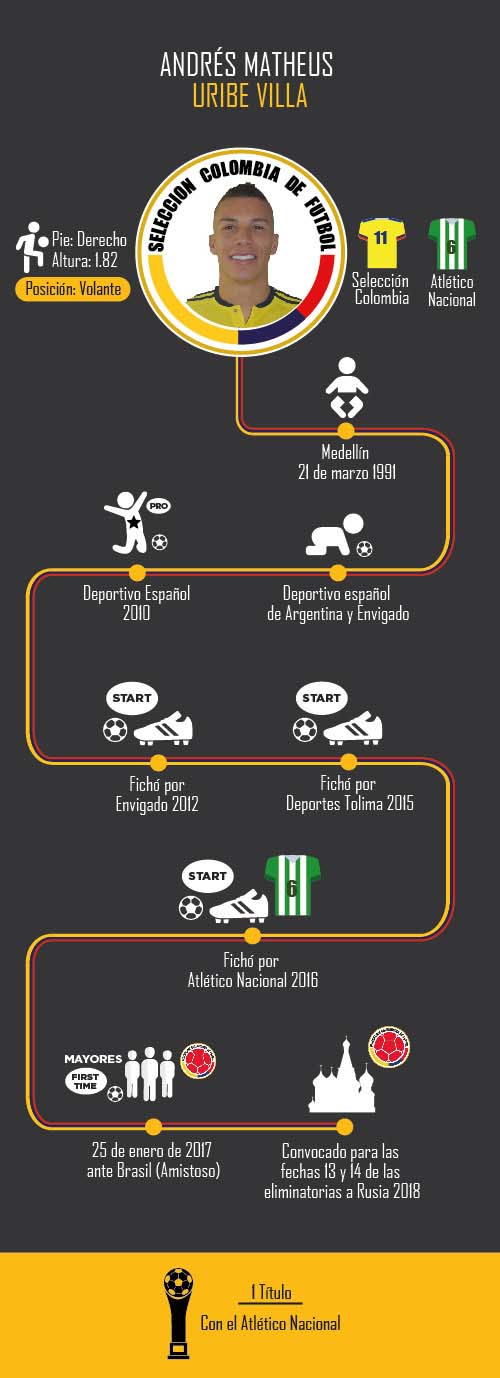 ANDRÉS MATHEUS
URIBE VILLA
SELECCION COLOMBIA DE FUTBOL
Pie: Derecho
Altura: 1.82
Posición: Volante
11
Selección
Colombia
6
Atlético
Nacional
Medellín
21 de marzo 1991
PRO
Deportivo Español
2010
Deportivo español
de Argentina y Envigado
START
Fichó por
Envigado 2012
START
Fichó por
Deportes Tolima 2015
START
6
Fichó por
Atlético Nacional 2016
MAYORES
FIRST
TIME
25 de enero de 2017
ante Brasil (Amistoso)
Convocado para las
fechas 13 y 14 de las
eliminatorias a Rusia 2018
1 Título
Con el Atlético Nacional